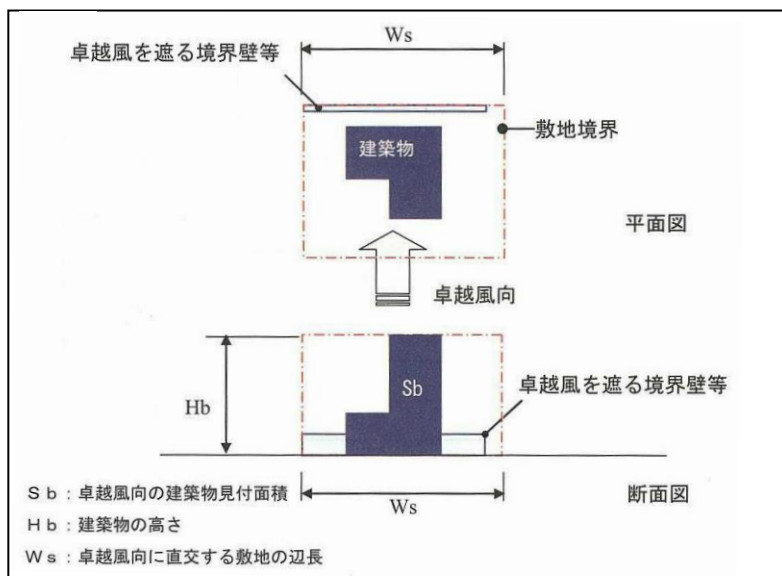 Ws
卓越風を遮る境界壁等
敷地境界
建築物
平面図
卓越風向
Hb
Sb
卓越風を遮る境界壁等
Ws
断面図
Ｓｂ：卓越風向の建築物見付面積
Ｈｂ：建築物の高さ
Ｗｓ：卓越風向に直交する敷地の辺長